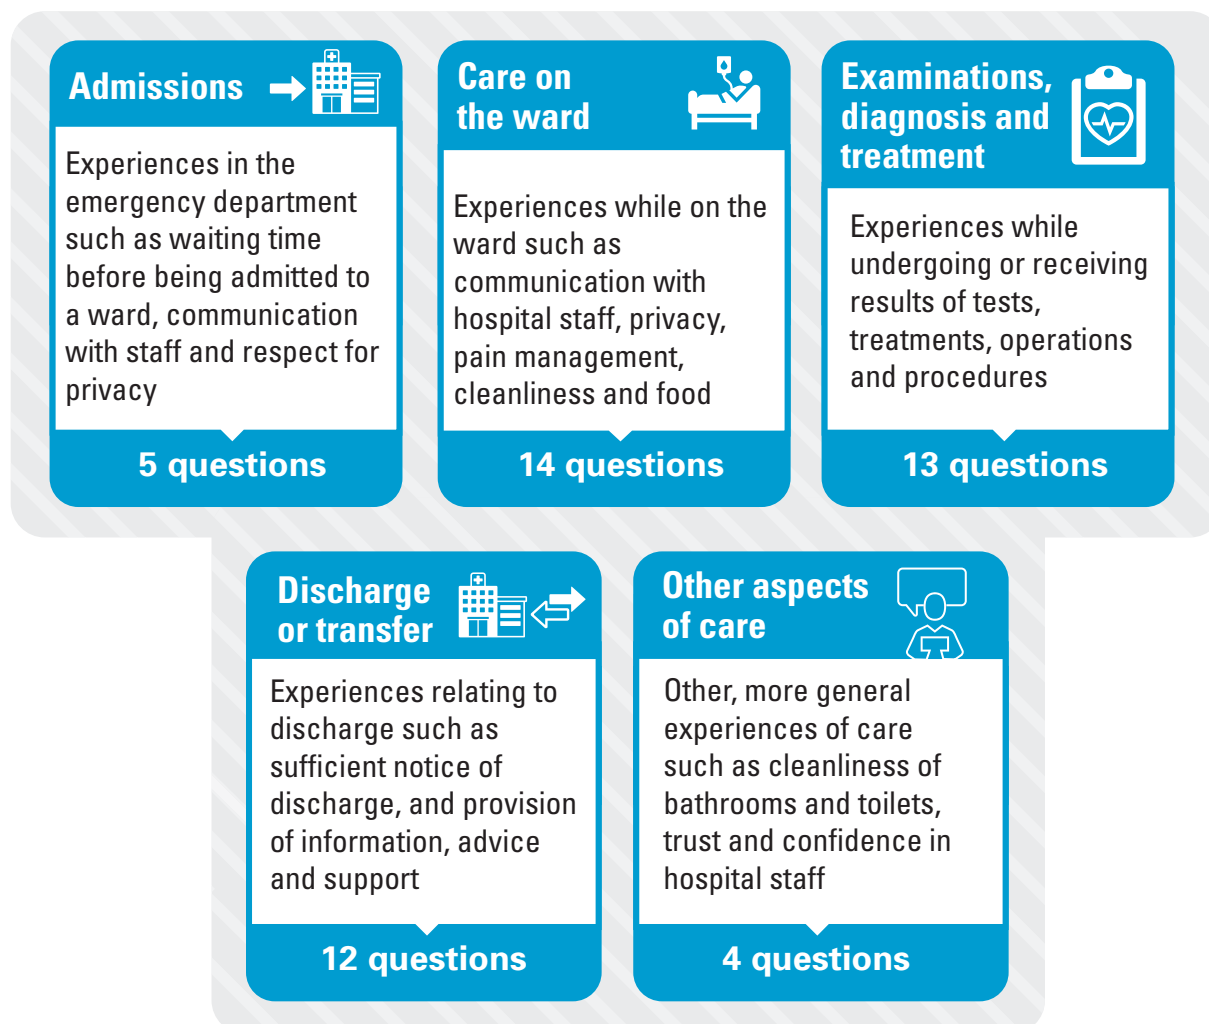 Admissions
Experiences in the
emergency department
such as waiting time
before being admitted to
a ward, communication
with staff and respect for
privacy
5 questions
Care on
the ward
Experiences while on the
ward such as
communication with
hospital staff, privacy,
pain management,
cleanliness and food
14 questions
Examinations,
diagnosis and
treatment
Experiences while
undergoing or receiving
results of tests,
treatments, operations
and procedures
13 questions
Discharge
or transfer
Experiences relating to
discharge such as
sufficient notice of
discharge, and provision
of information, advice
and support
12 questions
Other aspects
of care
Other, more general
experiences of care
such as cleanliness of
bathrooms and toilets,
trust and confidence in
hospital staff
4 questions